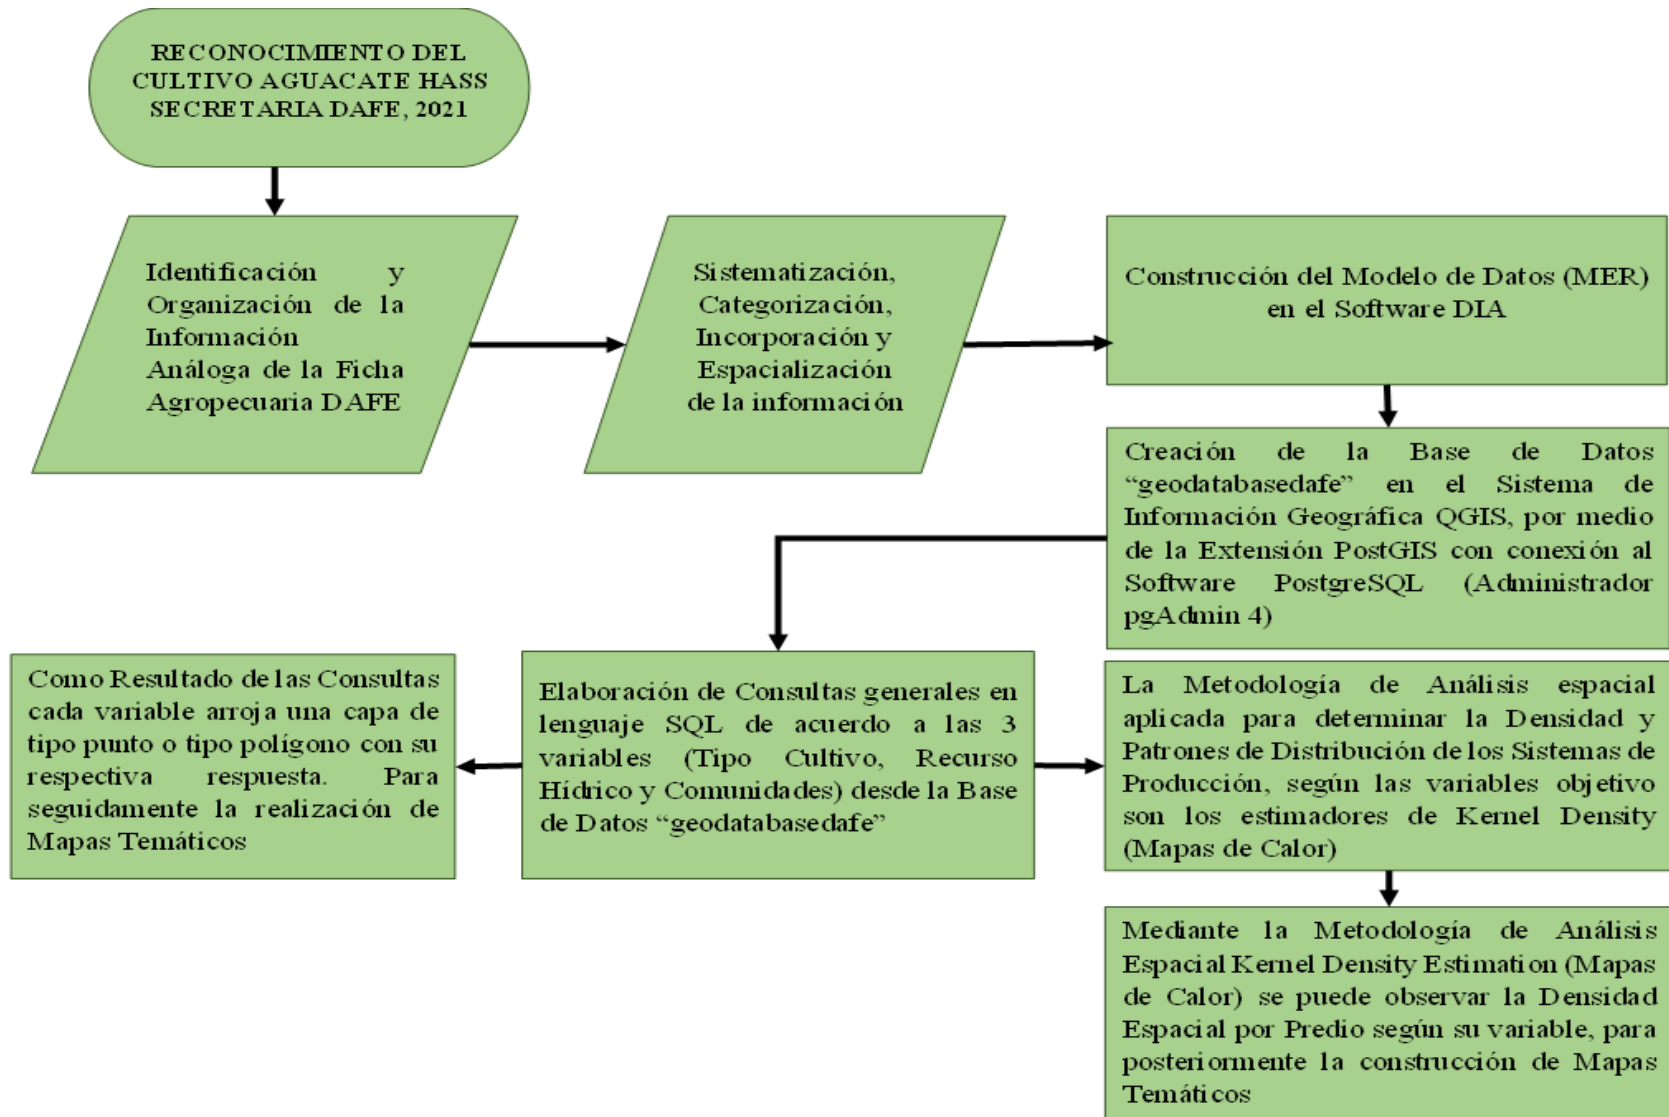 RECONOCIMIENTO DEL
CULTIVO AGUACATE HASS
SECRETARIA DAFE, 2021
Identificación y
Organización de la
Información
Análoga de la Ficha
Agropecuaria DAFE
Sistematización,
Categorización,
Incorporación y
Espacialización
de la información
Construcción del Modelo de Datos (MER)
en el Software DIA
Creación de la Base de Datos
“geodatabasedafe” en el Sistema de
Información Geográfica QGIS, por medio
de la Extensión PostGIS con conexión al
Software PostgreSQL (Administrador
pgAdmin 4)
Como Resultado de las Consultas
cada variable arroja una capa de
tipo punto o tipo polígono con su
respectiva respuesta. Para
seguidamente la realización de
Mapas Temáticos
Elaboración de Consultas generales en
lenguaje SQL de acuerdo a las 3
variables (Tipo Cultivo, Recurso
Hídrico y Comunidades) desde la Base
de Datos “geodatabasedafe”
La Metodología de Análisis espacial
aplicada para determinar la Densidad y
Patrones de Distribución de los Sistemas de
Producción, según las variables objetivo
son los estimadores de Kernel Density
(Mapas de Calor)
Mediante la Metodología de Análisis
Espacial Kernel Density Estimation (Mapas
de Calor) se puede observar la Densidad
Espacial por Predio según su variable, para
posteriormente la construcción de Mapas
Temáticos